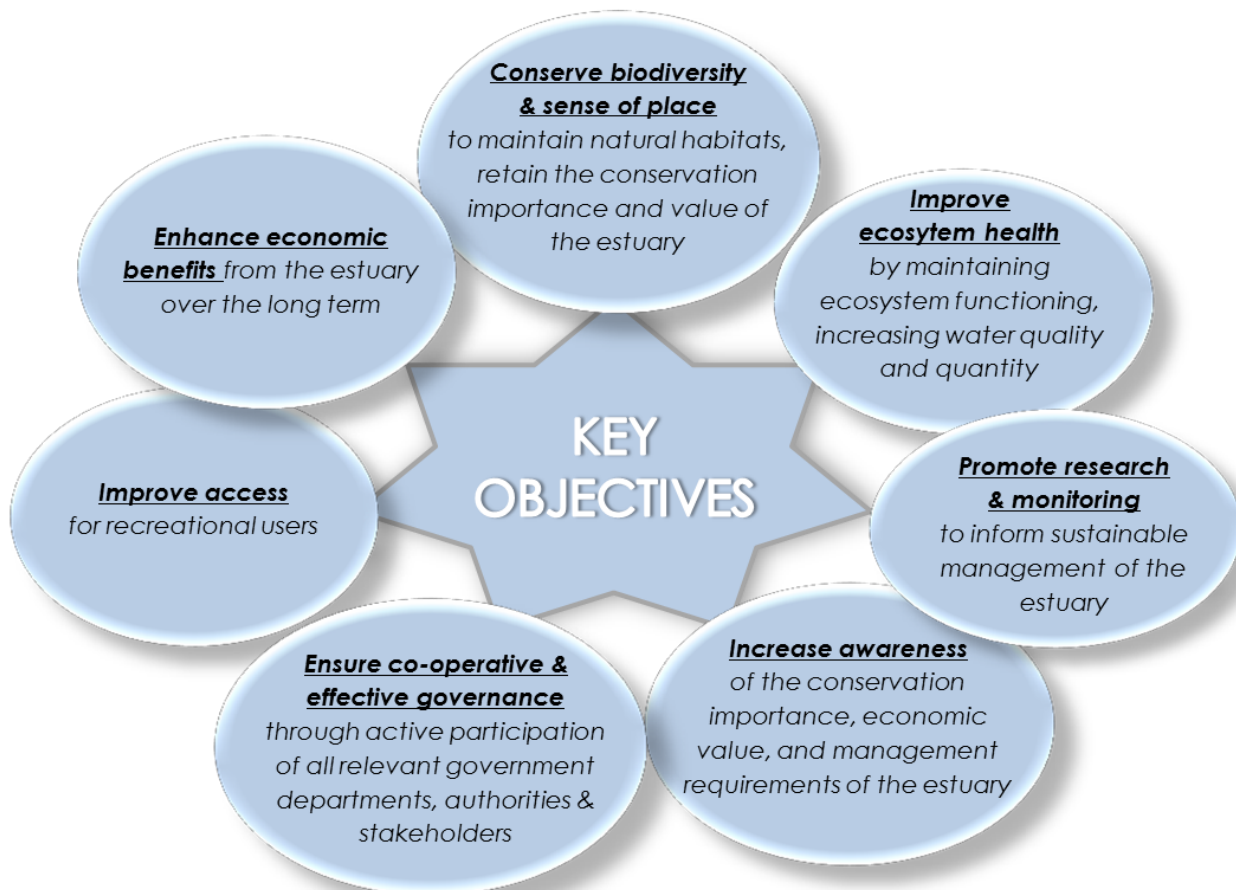 Conserve biodiversity
& sense of place
to maintain natural habitats,
retain the conservation
importance and value of
the estuary
Improve
ecosytem health
by maintaining
ecosystem functioning,
increasing water quality
and quantity
Promote research
& monitoring
to inform sustainable
management of the
estuary
Increase awareness
of the conservation
importance, economic
value, and management
requirements of the estuary
Ensure co-operative &
effective governance
through active participation
of all relevant government
departments, authorities &
stakeholders
Improve access
for recreational users
Enhance economic
benefits from the estuary
over the long term
KEY
OBJECTIVES